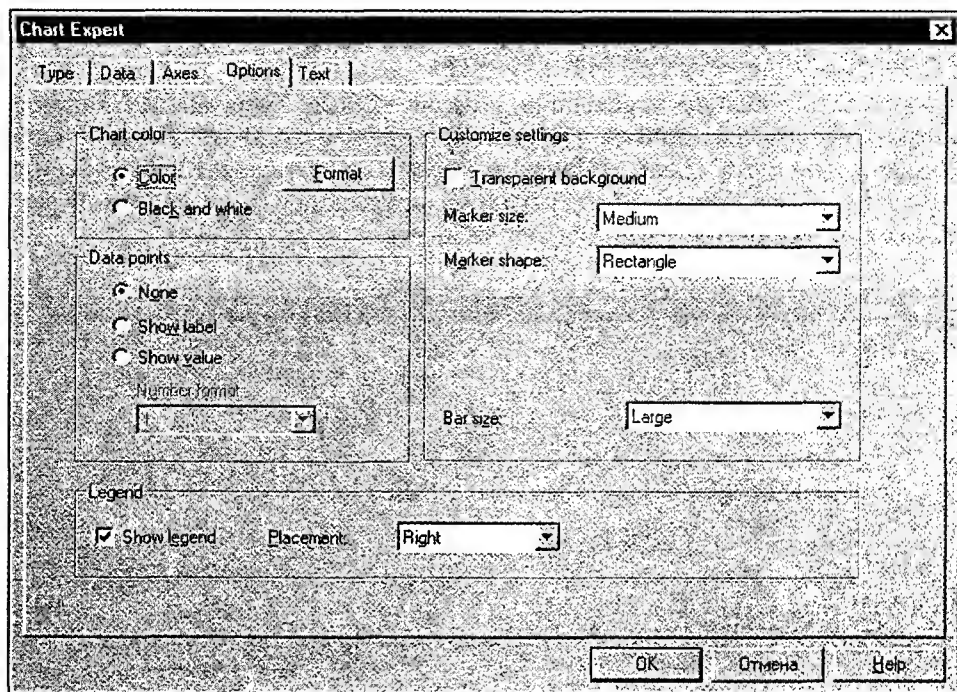 Chart Expert
Type Data Axes Options Text
Chart color
Color
Format
Black and white
Data points
None
Show label
Show value
Number format:
Customize settings
Transparent background
Marker size: Medium
Marker shape: Rectangle
Bar size: Large
Legend
Show legend Placement: Right
OK Отмена Help